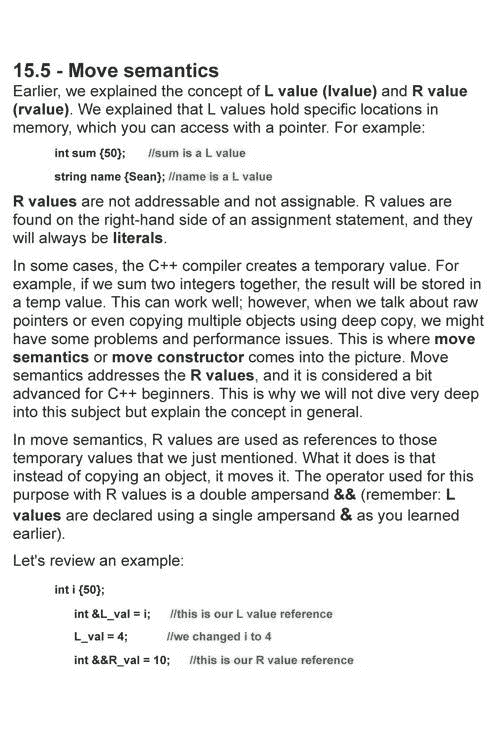 15.5 - Move semantics
Earlier, we explained the concept of L value (lvalue) and R value
(rvalue). We explained that L values hold specific locations in
memory, which you can access with a pointer. For example:
int sum {50}; //sum is a L value
string name {Sean}; //name is a L value
R values are not addressable and not assignable. R values are
found on the right-hand side of an assignment statement, and they
will always be literals.
In some cases, the C++ compiler creates a temporary value. For
example, if we sum two integers together, the result will be stored in
a temp value. This can work well; however, when we talk about raw
pointers or even copying multiple objects using deep copy, we might
have some problems and performance issues. This is where move
semantics or move constructor comes into the picture. Move
semantics addresses the R values, and it is considered a bit
advanced for C++ beginners. This is why we will not dive very deep
into this subject but explain the concept in general.
In move semantics, R values are used as references to those
temporary values that we just mentioned. What it does is that
instead of copying an object, it moves it. The operator used for this
purpose with R values is a double ampersand && (remember: L
values are declared using a single ampersand & as you learned
earlier).
Let's review an example:
int i {50};
int &L_val = i; //this is our L value reference
L_val = 4; //we changed i to 4
int &&R_val = 10; //this is our R value reference